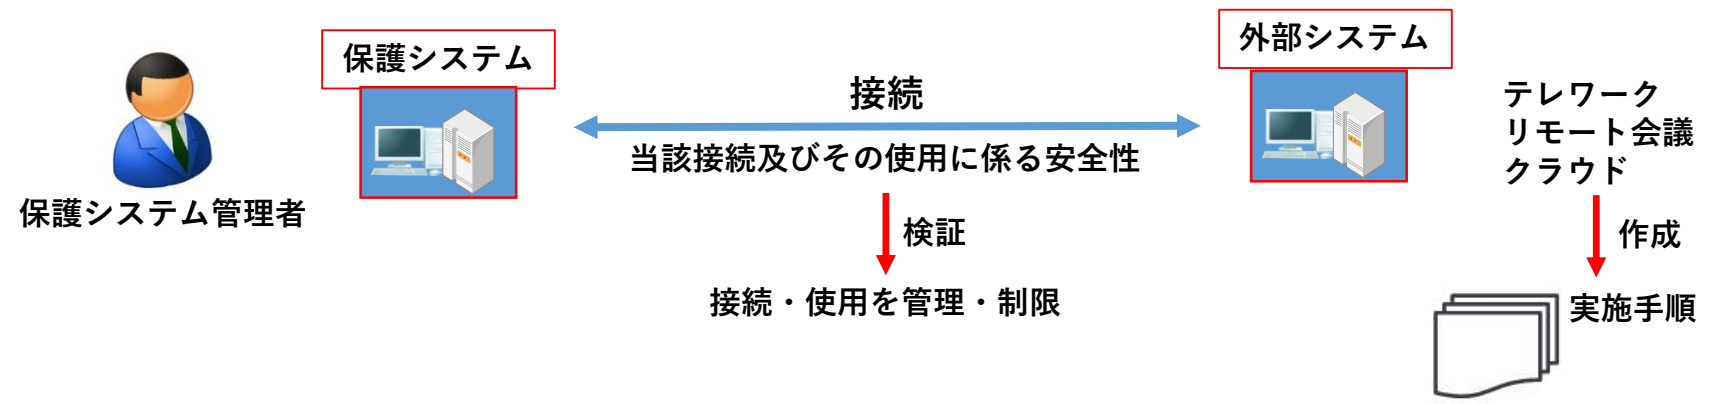 保護システム管理者
保護システム
接続
当該接続及びその使用に係る安全性
検証
接続・使用を管理・制限
外部システム
テレワーク
リモート会議
クラウド
作成
実施手順